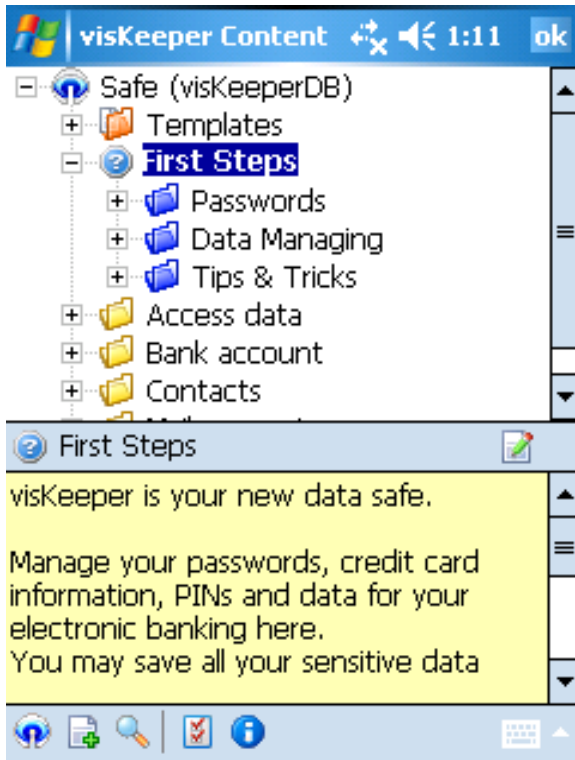 visKeeper Content 1:11 ok
Safe (visKeeperDB)
Templates
First Steps
Passwords
Data Managing
Tips & Tricks
Access data
Bank account
Contacts
First Steps
visKeeper is your new data safe.
Manage your passwords, credit card
information, PINs and data for your
electronic banking here.
You may save all your sensitive data